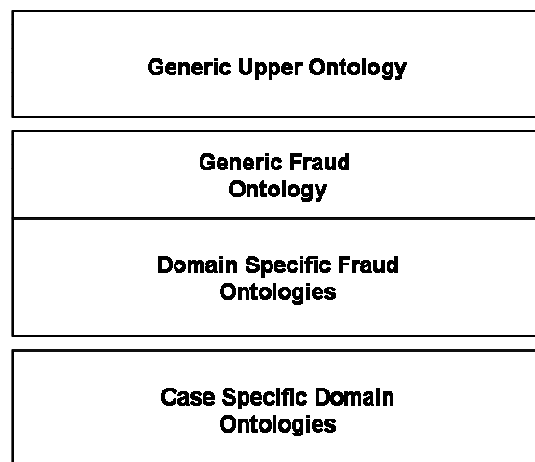 Generic Upper Ontology
Generic Fraud
Ontology
Domain Specific Fraud
Ontologies
Case Specific Domain
Ontologies